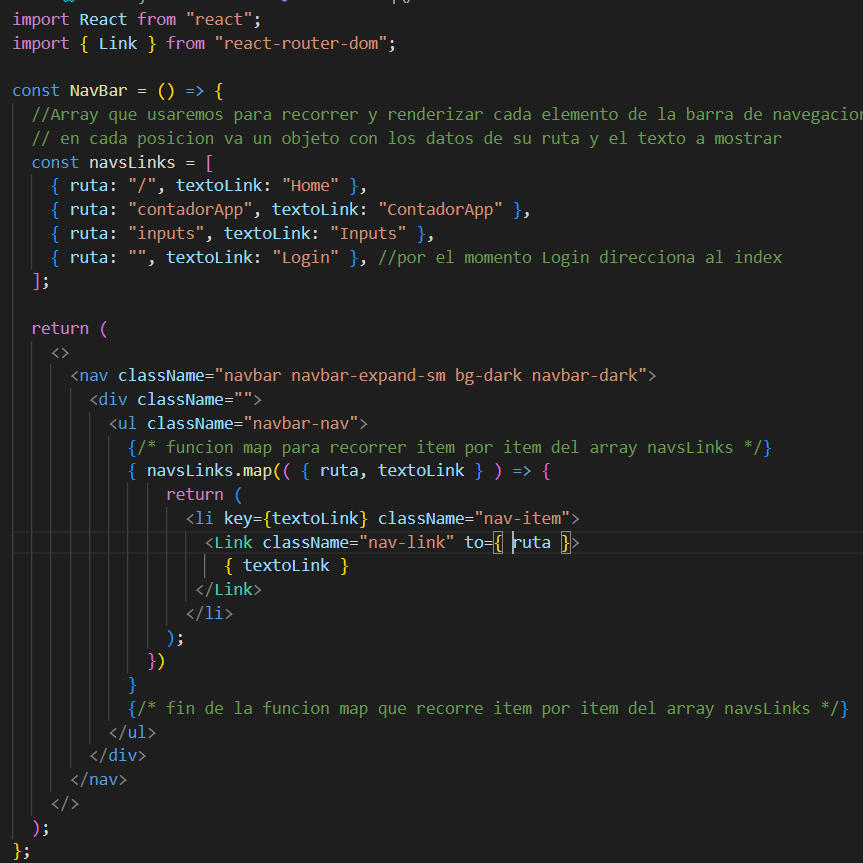 import React from "react";
import { Link } from "react-router-dom";
const NavBar = () => {
//Array que usaremos para recorrer y renderizar cada elemento de la barra de navegacion
// en cada posicion va un objeto con los datos de su ruta y el texto a mostrar
const navsLinks = [
{ ruta: "/", textoLink: "Home" },
{ ruta: "contadorApp", textoLink: "ContadorApp" },
{ ruta: "inputs", textoLink: "Inputs" },
{ ruta: "", textoLink: "Login" }, //por el momento Login direcciona al index
];
return (
<>
<nav className="navbar navbar-expand-sm bg-dark navbar-dark">
<div className="">
<ul className="navbar-nav">
{/* funcion map para recorrer item por item del array navsLinks */}
{ navsLinks.map(( { ruta, textoLink } ) => {
return (
<li key={textoLink} className="nav-item">
<Link className="nav-link" to={ ruta }>
{ textoLink }
</Link>
</li>
);
})
}
{/* fin de la funcion map que recorre item por item del array navsLinks */}
</ul>
</div>
</nav>
</>
);
};